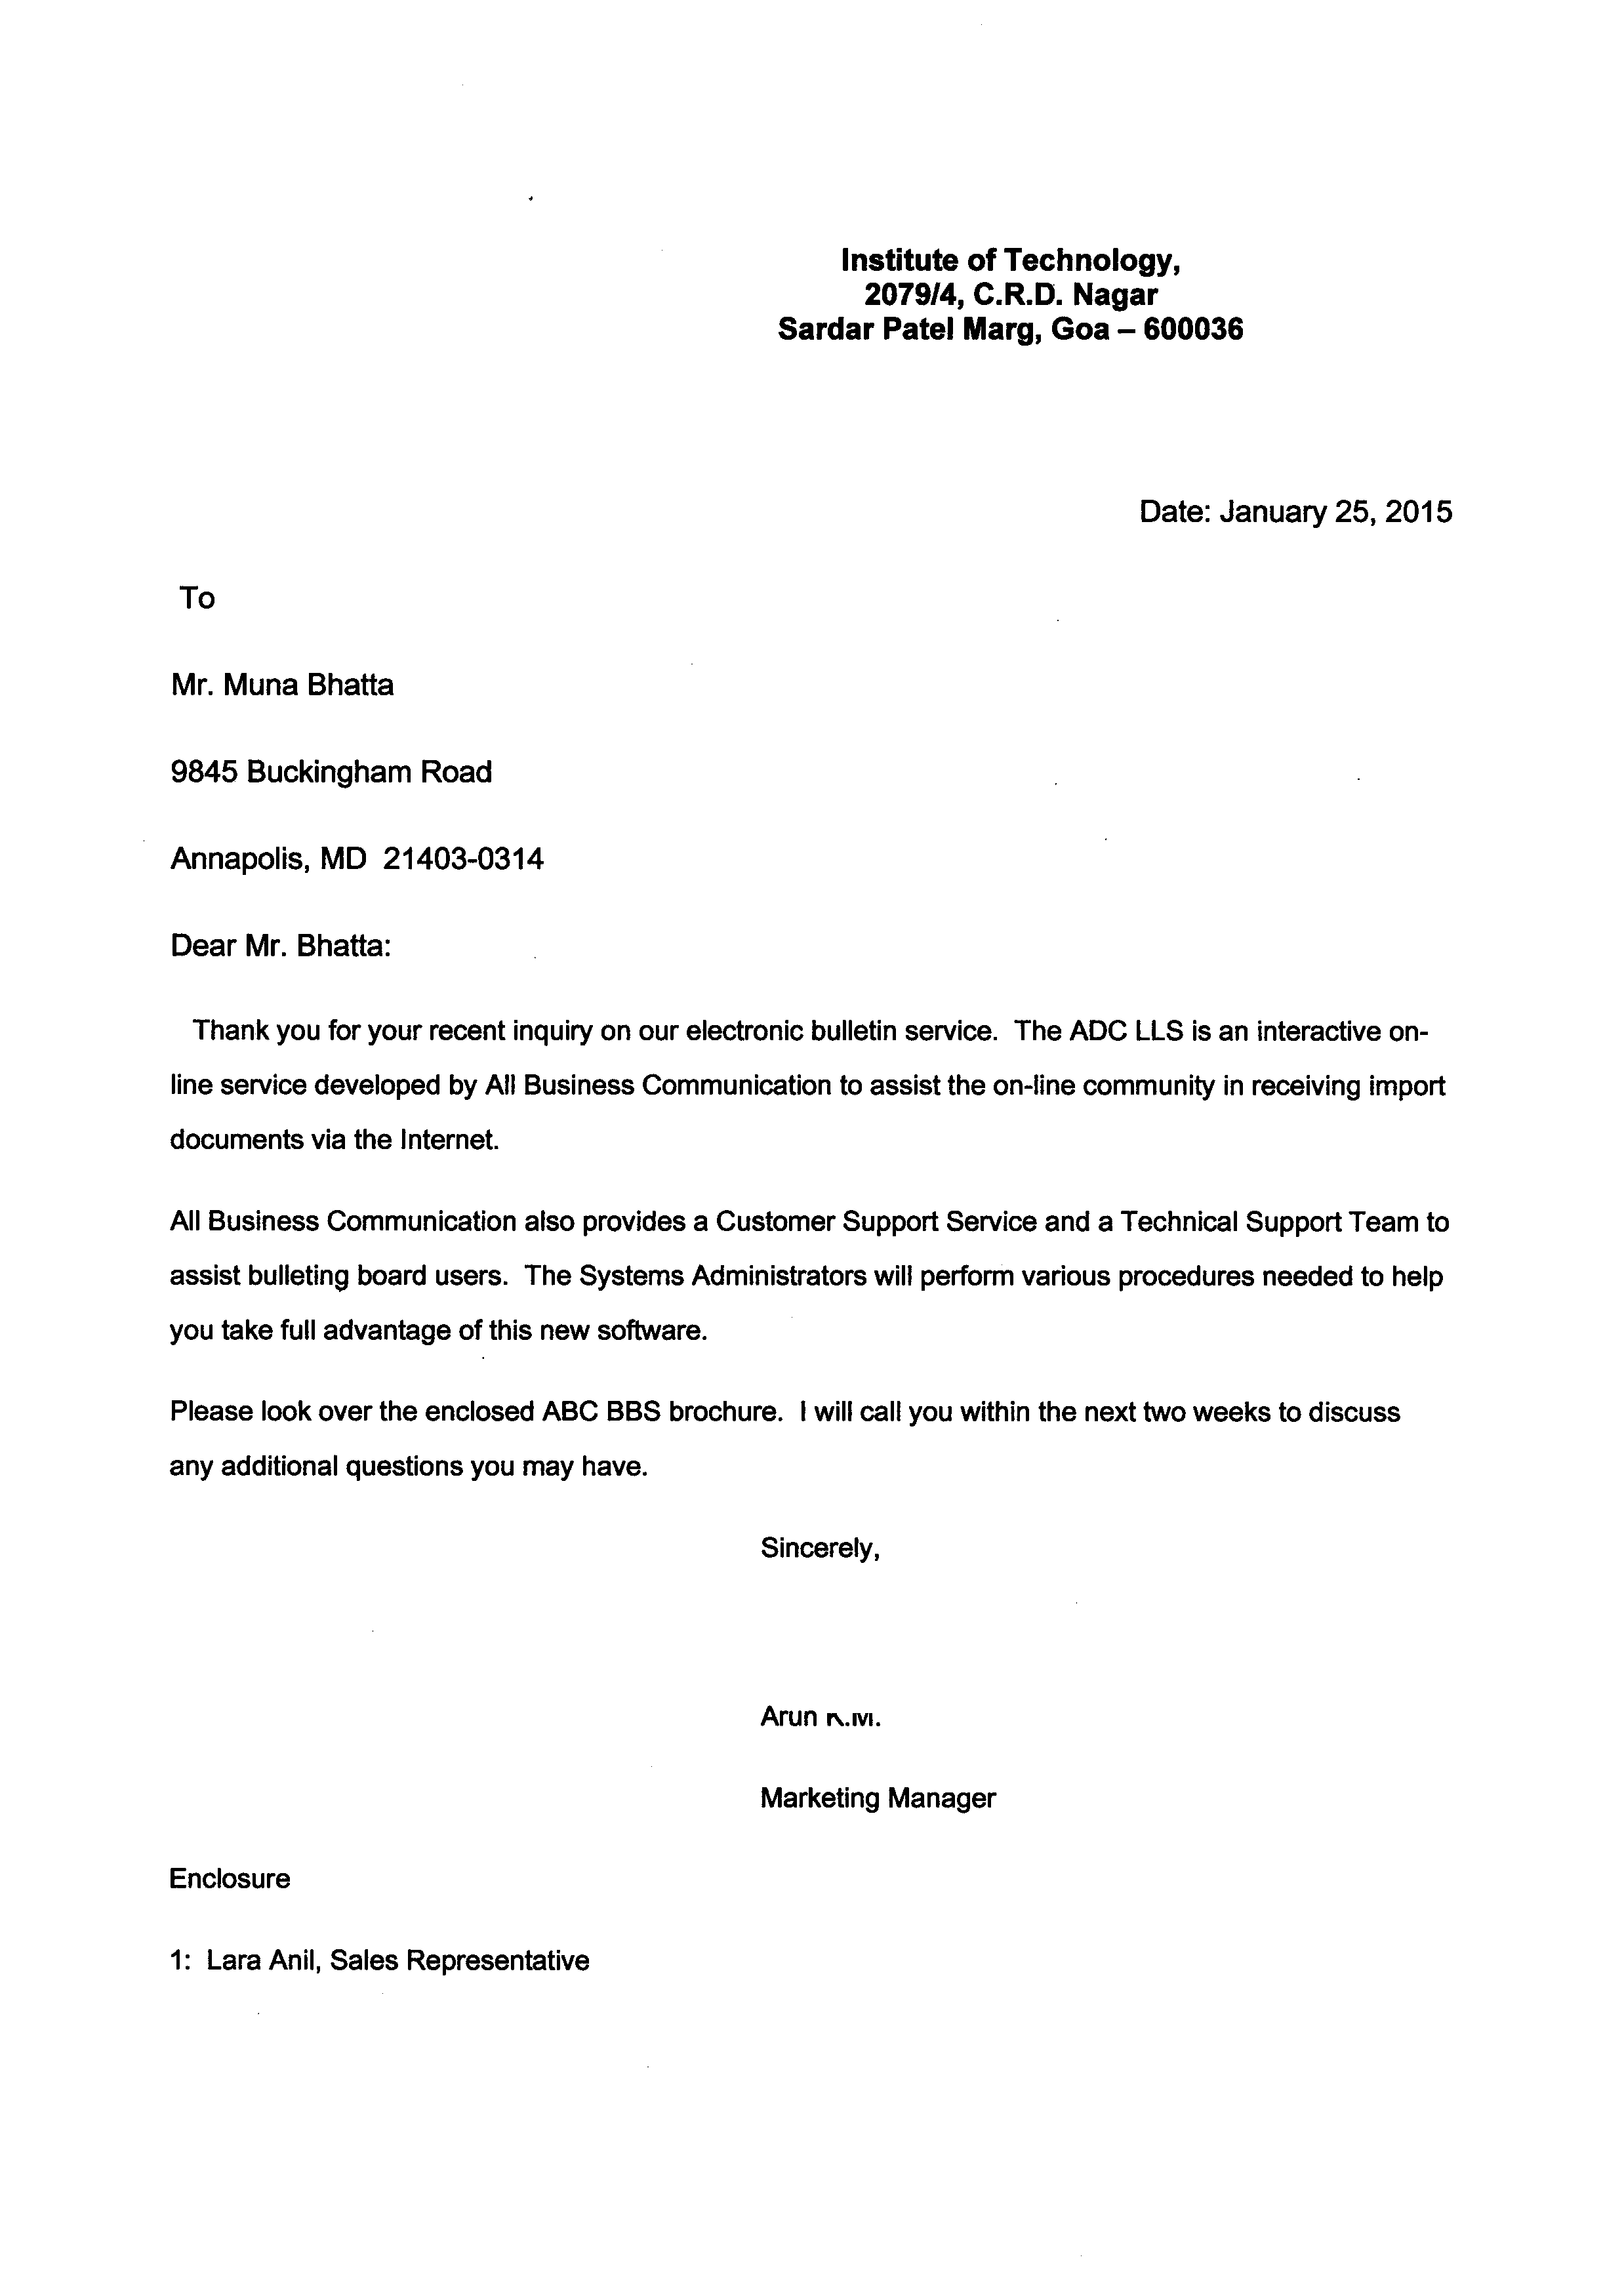 Institute of Technology,
2079/4, C.R.D. Nagar
Sardar Patel Marg, Goa – 600036
Date: January 25, 2015
To
Mr. Muna Bhatta
9845 Buckingham Road
Annapolis, MD  21403-0314
Dear Mr. Bhatta:
Thank you for your recent inquiry on our electronic bulletin service.  The ADC LLS is an interactive on-
line service developed by All Business Communication to assist the on-line community in receiving import
documents via the Internet.
All Business Communication also provides a Customer Support Service and a Technical Support Team to
assist bulleting board users.  The Systems Administrators will perform various procedures needed to help
you take full advantage of this new software.
Please look over the enclosed ABC BBS brochure.  I will call you within the next two weeks to discuss
any additional questions you may have.
Sincerely,
Arun
Marketing Manager
Enclosure
1:  Lara Anil, Sales Representative